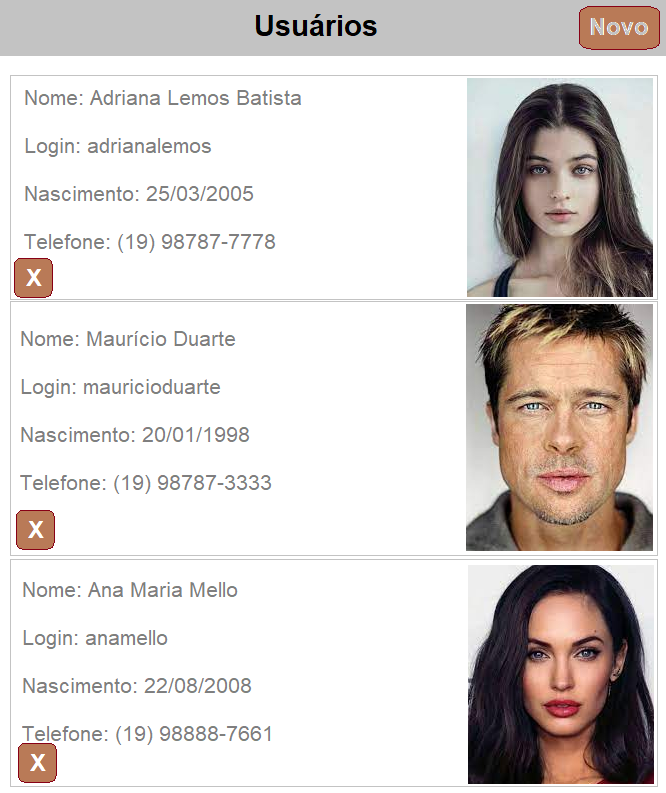 Usuários
Novo
Nome: Adriana Lemos Batista
Login: adrianalemos
Nascimento: 25/03/2005
Telefone: (19) 98787-7778
X
Nome: Maurício Duarte
Login: mauricioduarte
Nascimento: 20/01/1998
Telefone: (19) 98787-3333
X
Nome: Ana Maria Mello
Login: anamello
Nascimento: 22/08/2008
Telefone: (19) 98888-7661
X